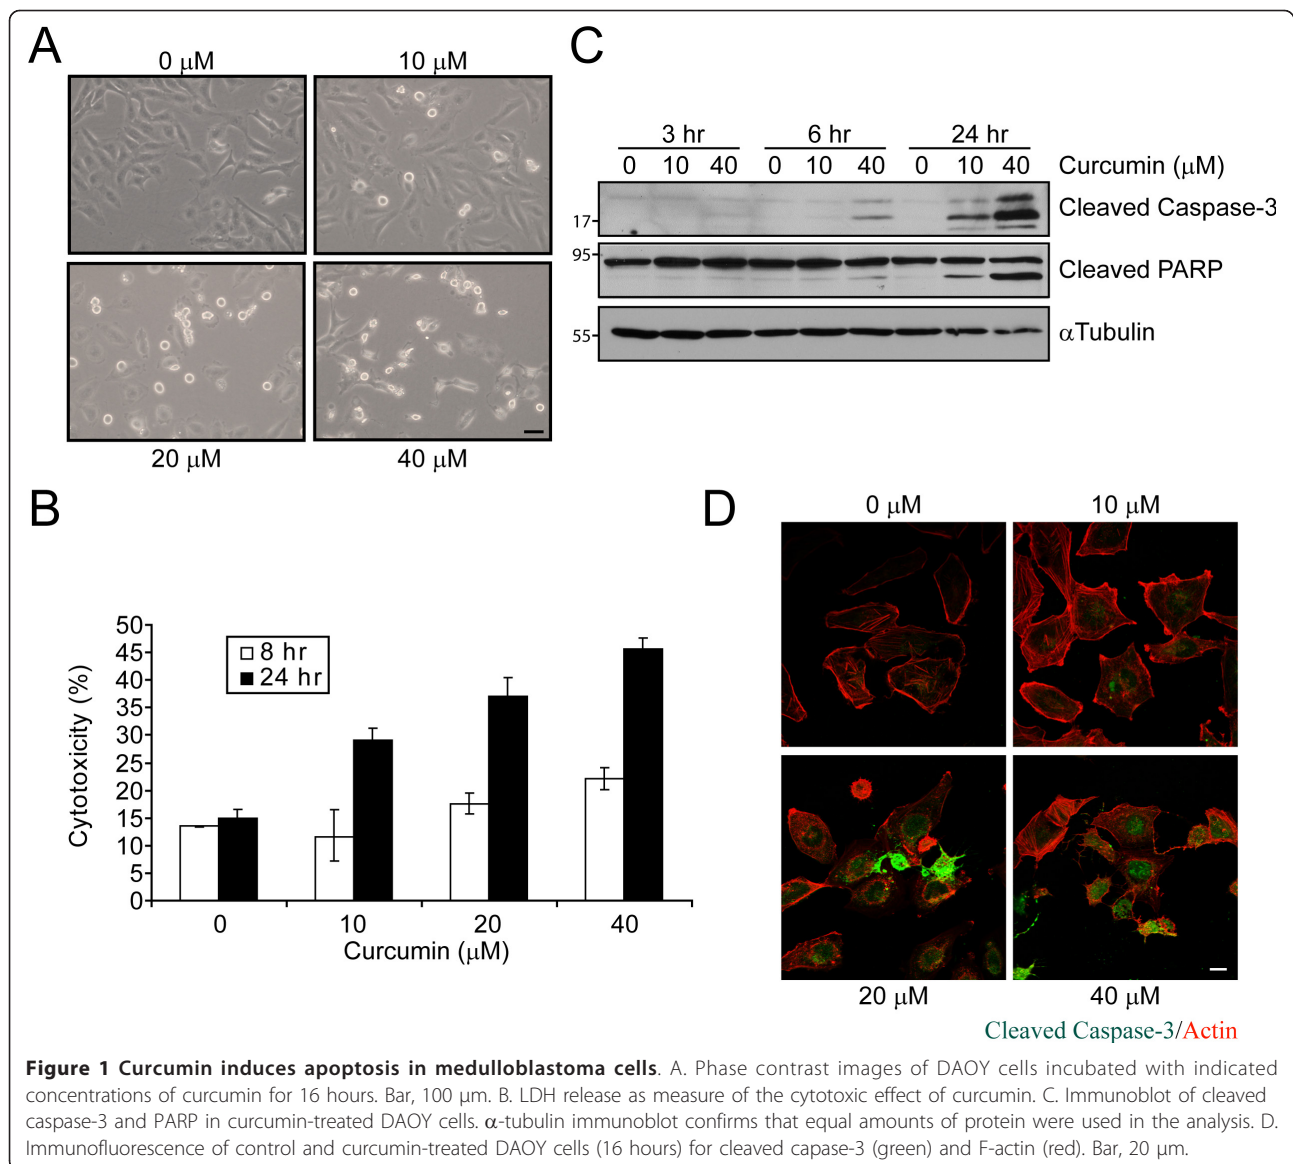 A
0 µM
10 µM
20 µM
40 µM
B
50
45
40
35
30
25
20
15
10
5
0
Cytotoxicity (%)
8 hr
24 hr
0
10
20
40
Curcumin (µM)
C
3 hr
6 hr
24 hr
0 10 40 0 10 40 0 10 40 Curcumin (µM)
17
Cleaved Caspase-3
95
Cleaved PARP
55
αTubulin
D
0 µM
10 µM
20 µM
40 µM
Cleaved Caspase-3/Actin
Figure 1 Curcumin induces apoptosis in medulloblastoma cells. A. Phase contrast images of DAOY cells incubated with indicated
concentrations of curcumin for 16 hours. Bar, 100 µm. B. LDH release as measure of the cytotoxic effect of curcumin. C. Immunoblot of cleaved
caspase-3 and PARP in curcumin-treated DAOY cells. α-tubulin immunoblot confirms that equal amounts of protein were used in the analysis. D.
Immunofluorescence of control and curcumin-treated DAOY cells (16 hours) for cleaved capase-3 (green) and F-actin (red). Bar, 20 µm.